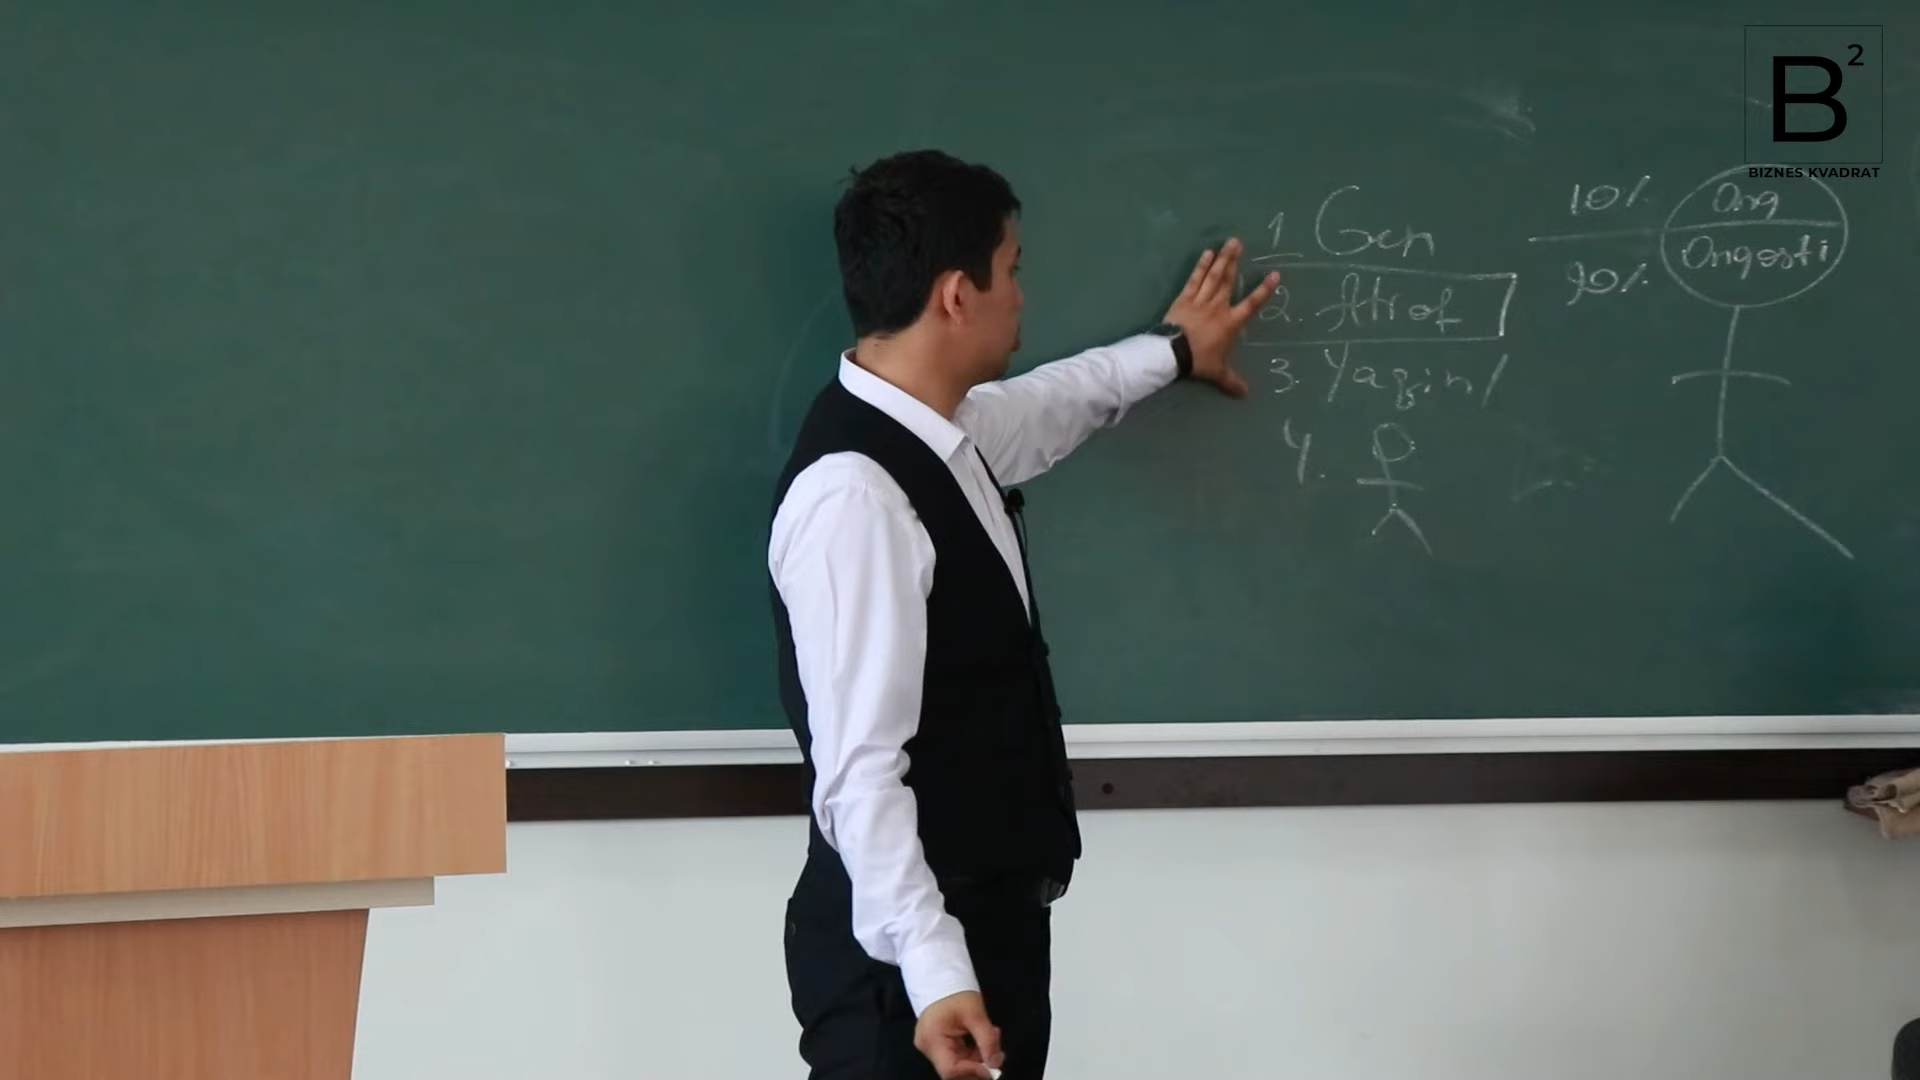 B²
BIZNES KVADRAT
1 Gen
2. Atrof
3. Yaqin/
4.
10% Ong
90% Ongosti